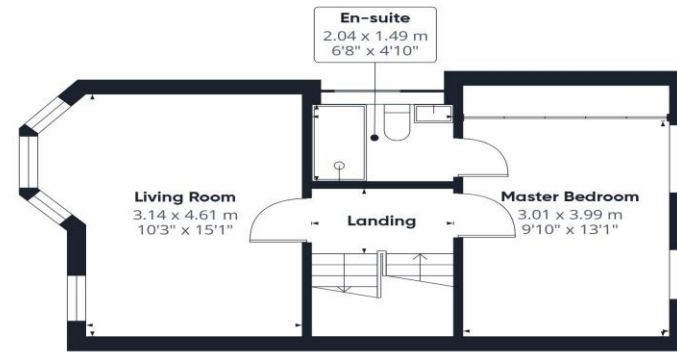 En-suite
2.04 x 1.49 m
6'8" x 4'10"
Living Room
3.14 x 4.61 m
10'3" x 15'1"
Landing
Master Bedroom
3.01 x 3.99 m
9'10" x 13'1"